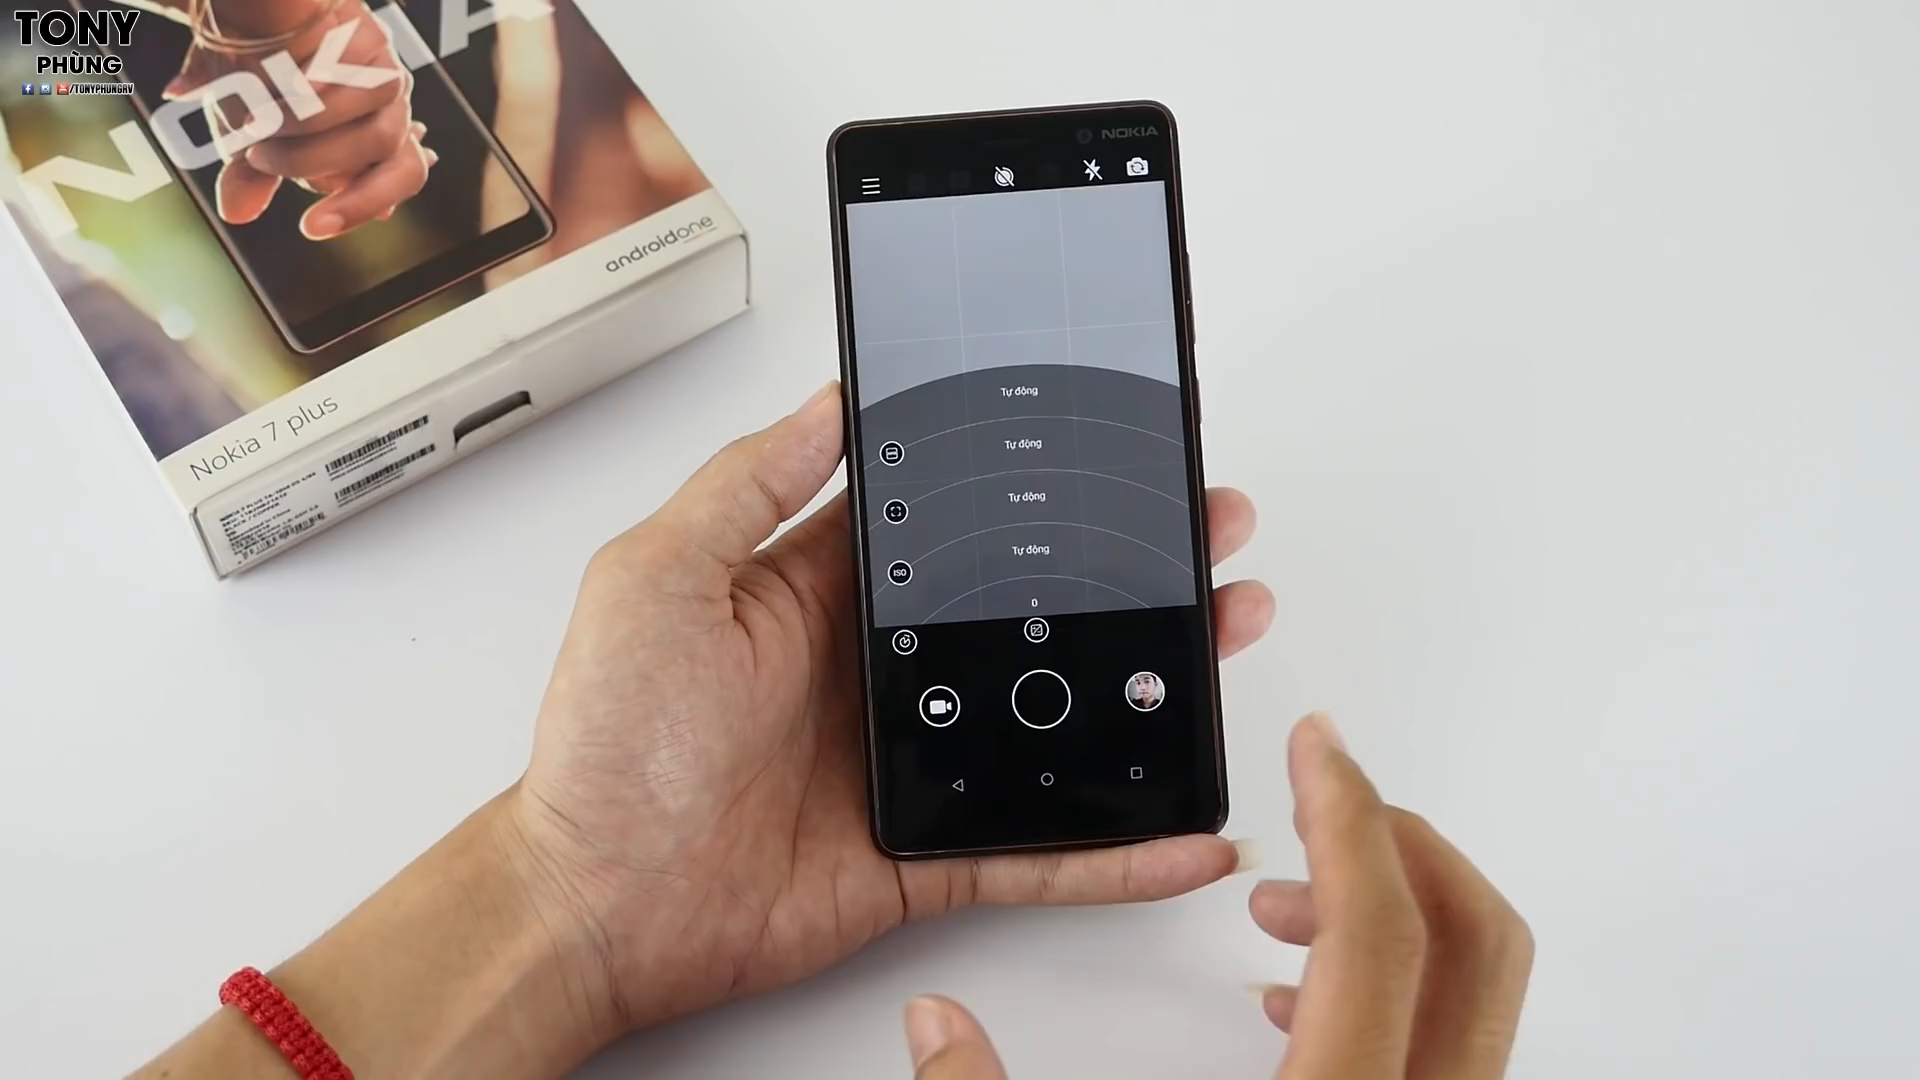 TONY
PHÙNG
/TONYPHUNGRV
NOKIA
androidone
Nokia 7 plus
NOKIA
Tự động
Tự động
Tự động
ISO
Tự động
0